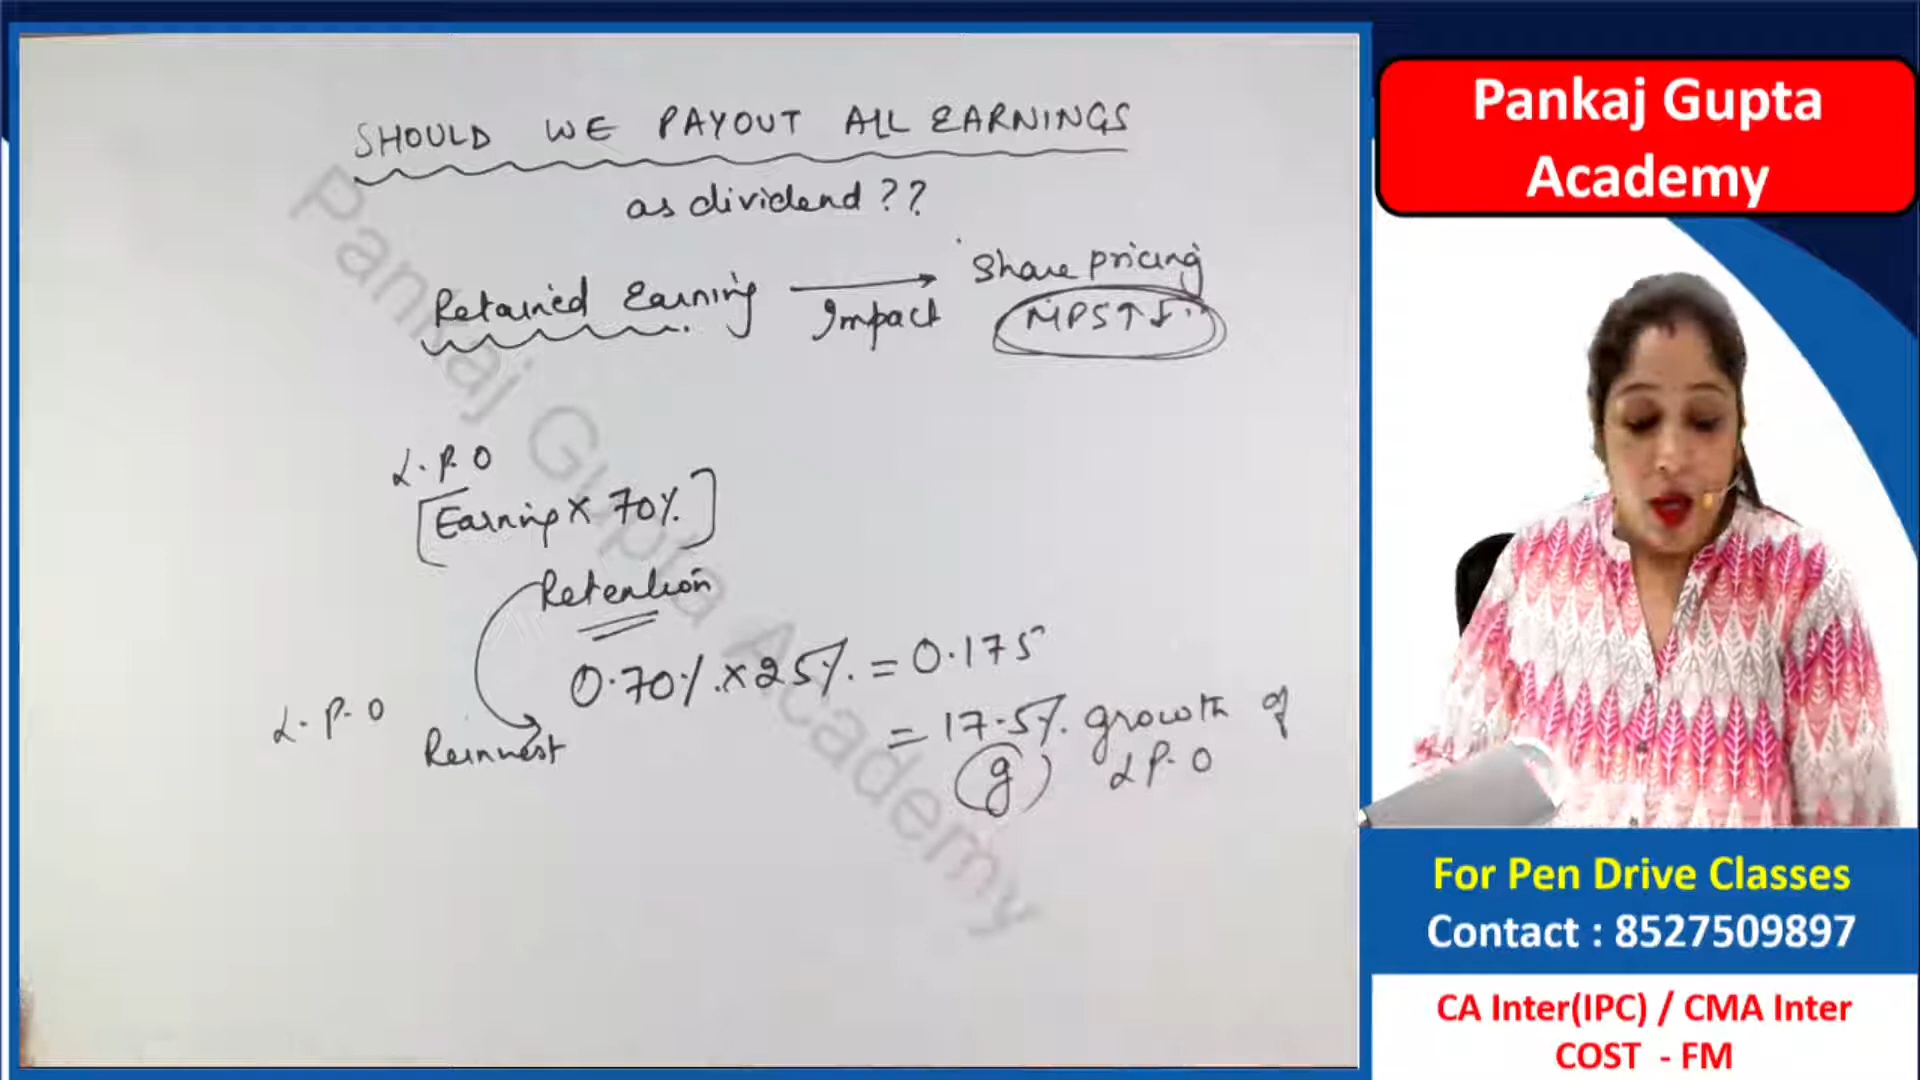 SHOULD WE PAYOUT ALL EARNINGS
as dividend ??
Retained Earning → Impact Share pricing
MPS↑↓
L.P.O
[Earning x 70%]
Retention
0.70% x 25% = 0.175
L.P.O
Reinvest
= 17.5% growth of
g L P.O
Pankaj Gupta Academy
Pankaj Gupta
Academy
For Pen Drive Classes
Contact : 8527509897
CA Inter(IPC) / CMA Inter
COST - FM